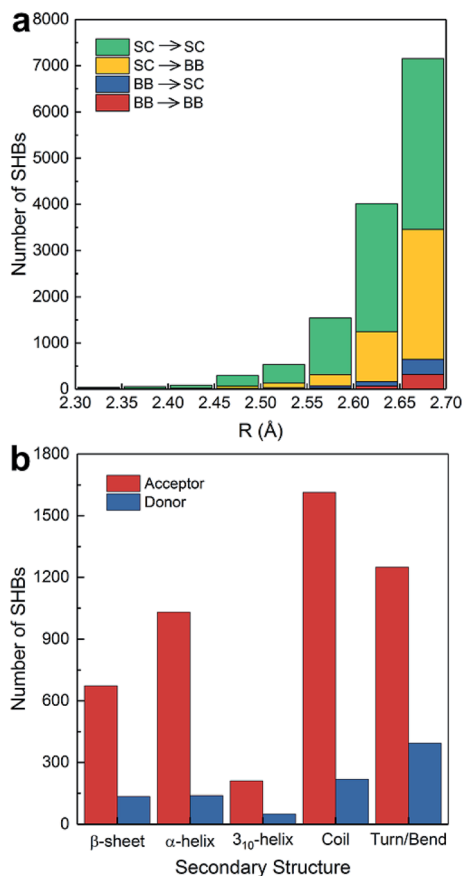 a
8000
7000
6000
5000
4000
3000
2000
1000
0
Number of SHBs
SC → SC
SC → BB
BB → SC
BB → BB
2.30 2.35 2.40 2.45 2.50 2.55 2.60 2.65 2.70
R (Å)
b
1800
1500
1200
900
600
300
0
Number of SHBs
Acceptor
Donor
β-sheet α-helix 3₁₀-helix Coil Turn/Bend
Secondary Structure